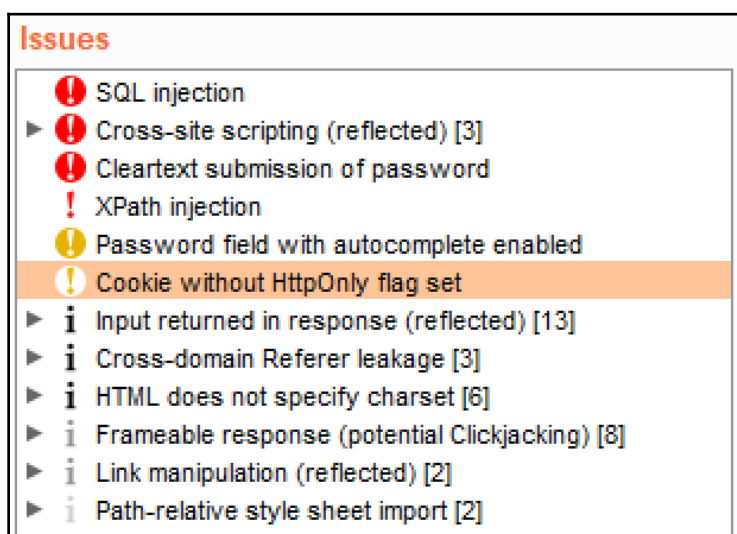 Issues
SQL injection
Cross-site scripting (reflected) [3]
Cleartext submission of password
XPath injection
Password field with autocomplete enabled
Cookie without HttpOnly flag set
Input returned in response (reflected) [13]
Cross-domain Referer leakage [3]
HTML does not specify charset [6]
Frameable response (potential Clickjacking) [8]
Link manipulation (reflected) [2]
Path-relative style sheet import [2]